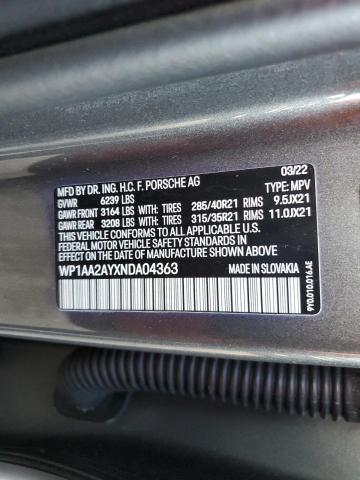 03/22
MFD BY DR. ING. H.C. F. PORSCHE AG
GVWR 6239 LBS TYPE: MPV
GAWR FRONT 3164 LBS WITH TIRES 285/40R21 RIMS 9.5JX21
GAWR REAR 3208 LBS WITH TIRES 315/35R21 RIMS 11.0JX21
THIS VEHICLE CONFORMS TO ALL APPLICABLE U.S. FEDERAL
MOTOR VEHICLE SAFETY AND THEFT PREVENTION STANDARDS IN
EFFECT ON THE DATE OF MANUFACTURE SHOWN ABOVE.
WP1AA2AYXNDA04363 MADE IN SLOVAKIA
9Y0.010.016.AE